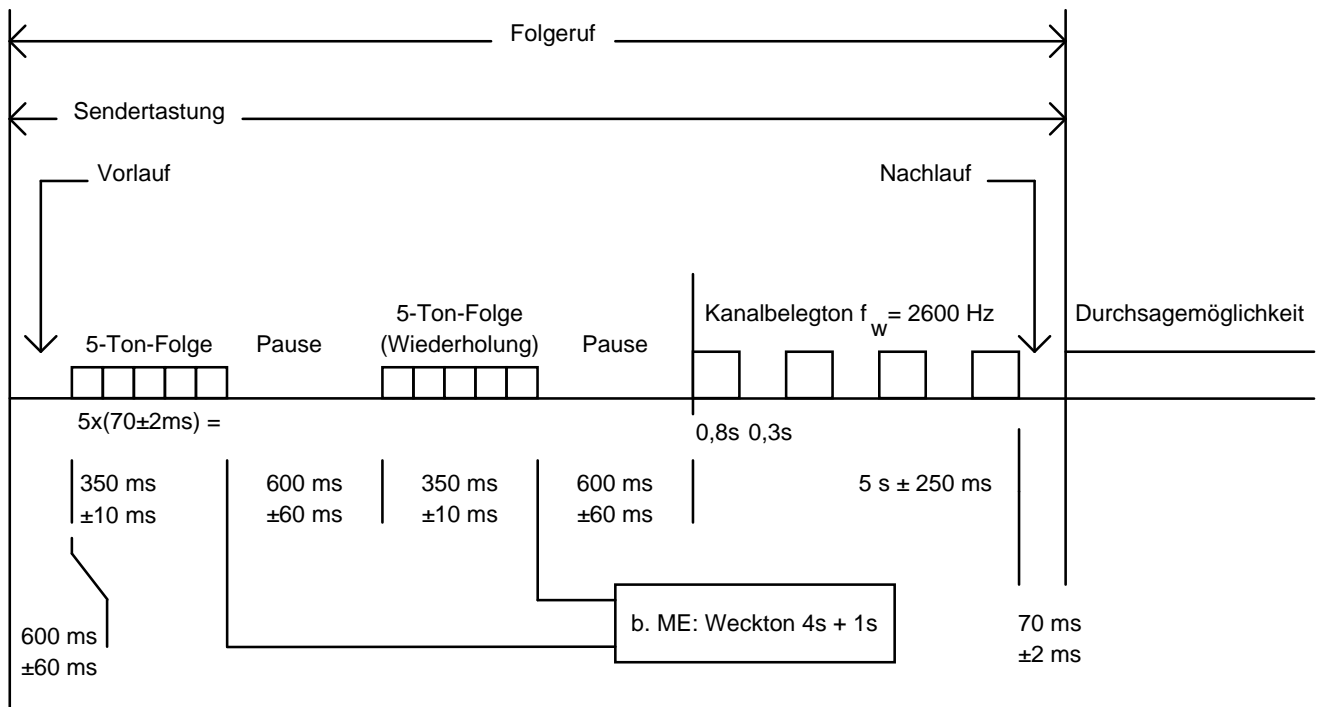 Folgeruf
Sendertastung
Vorlauf
Nachlauf
5-Ton-Folge
Pause
5-Ton-Folge
(Wiederholung)
Pause
Kanalbelegton f w = 2600 Hz
Durchsagemöglichkeit
5x(70±2ms) =
0,8s 0,3s
350 ms
±10 ms
600 ms
±60 ms
350 ms
±10 ms
600 ms
±60 ms
5 s ± 250 ms
b. ME: Weckton 4s + 1s
600 ms
±60 ms
70 ms
±2 ms